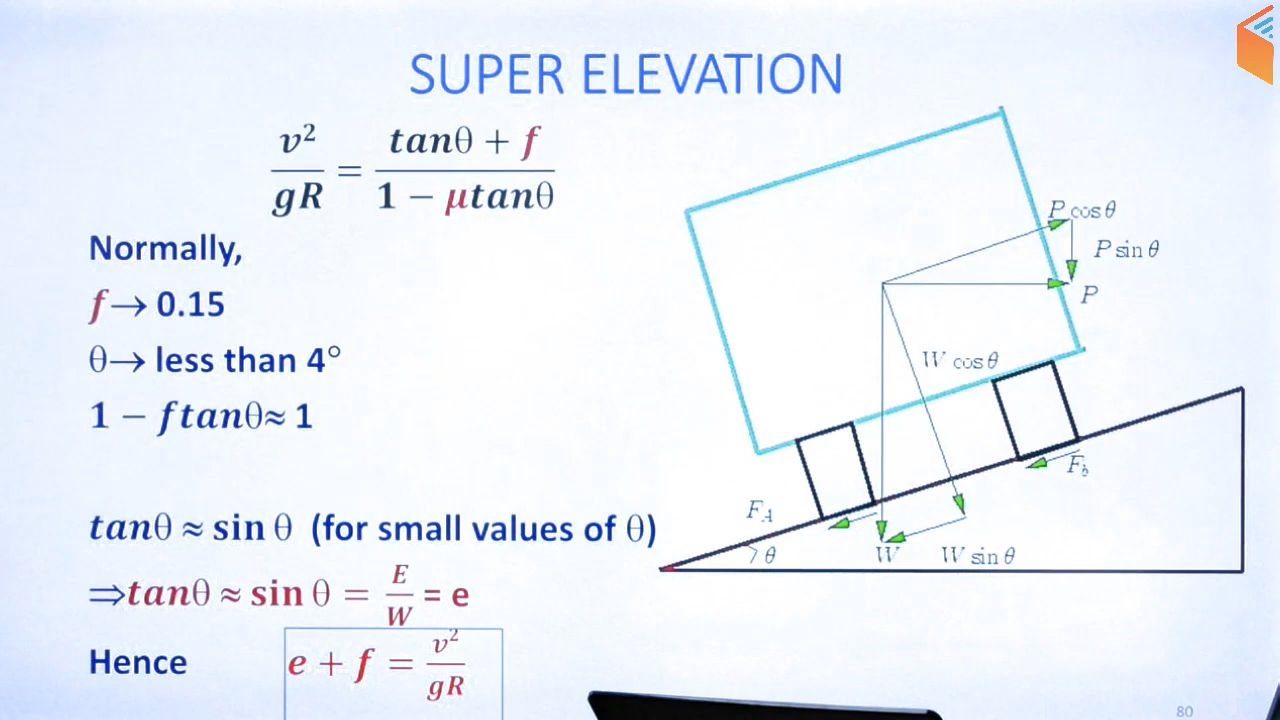 SUPER ELEVATION
v²/gR = tanθ + f / 1 − μtanθ
Normally,
f→ 0.15
θ→ less than 4°
1 − ftanθ≈ 1
tanθ ≈ sin θ (for small values of θ)
⇒tanθ ≈ sin θ = E/W = e
Hence e + f = v²/gR
P cos θ
P sin θ
P
W cos θ
F_b
F_A
θ
W
W sin θ
80